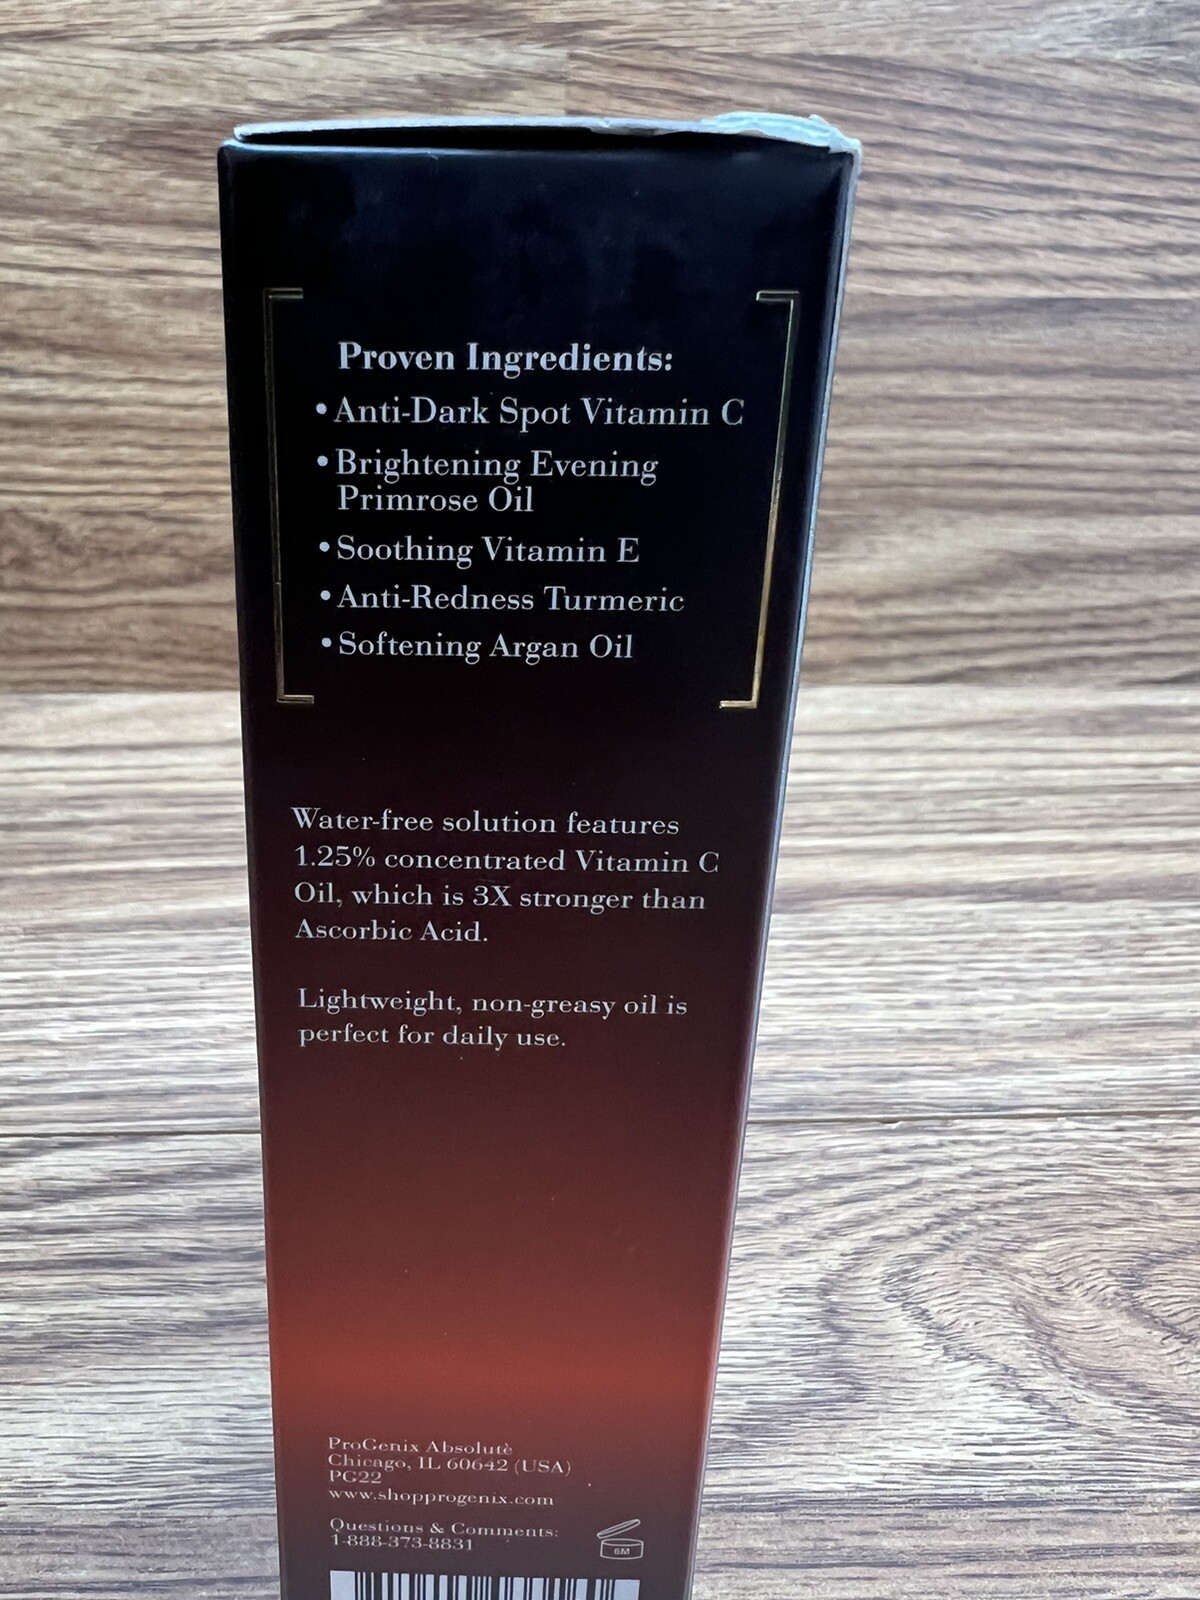 Proven Ingredients:
•Anti-Dark Spot Vitamin C
•Brightening Evening
Primrose Oil
•Soothing Vitamin E
•Anti-Redness Turmeric
•Softening Argan Oil
Water-free solution features
1.25% concentrated Vitamin C
Oil, which is 3X stronger than
Ascorbic Acid.
Lightweight, non-greasy oil is
perfect for daily use.
ProGenix Absolutè
Chicago, IL 60642 (USA)
PG22
www.shopprogenix.com
Questions & Comments:
1-888-373-8831
6M